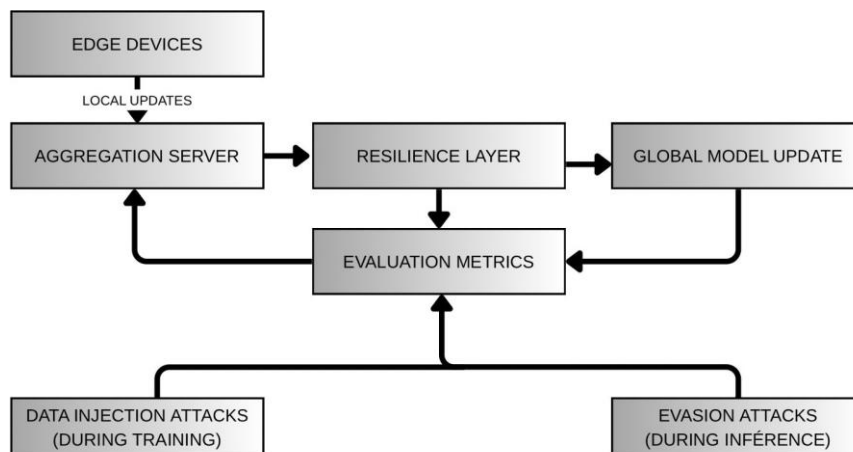 EDGE DEVICES
LOCAL UPDATES
AGGREGATION SERVER
RESILIENCE LAYER
GLOBAL MODEL UPDATE
EVALUATION METRICS
DATA INJECTION ATTACKS
(DURING TRAINING)
EVASION ATTACKS
(DURING INFÉRENCE)